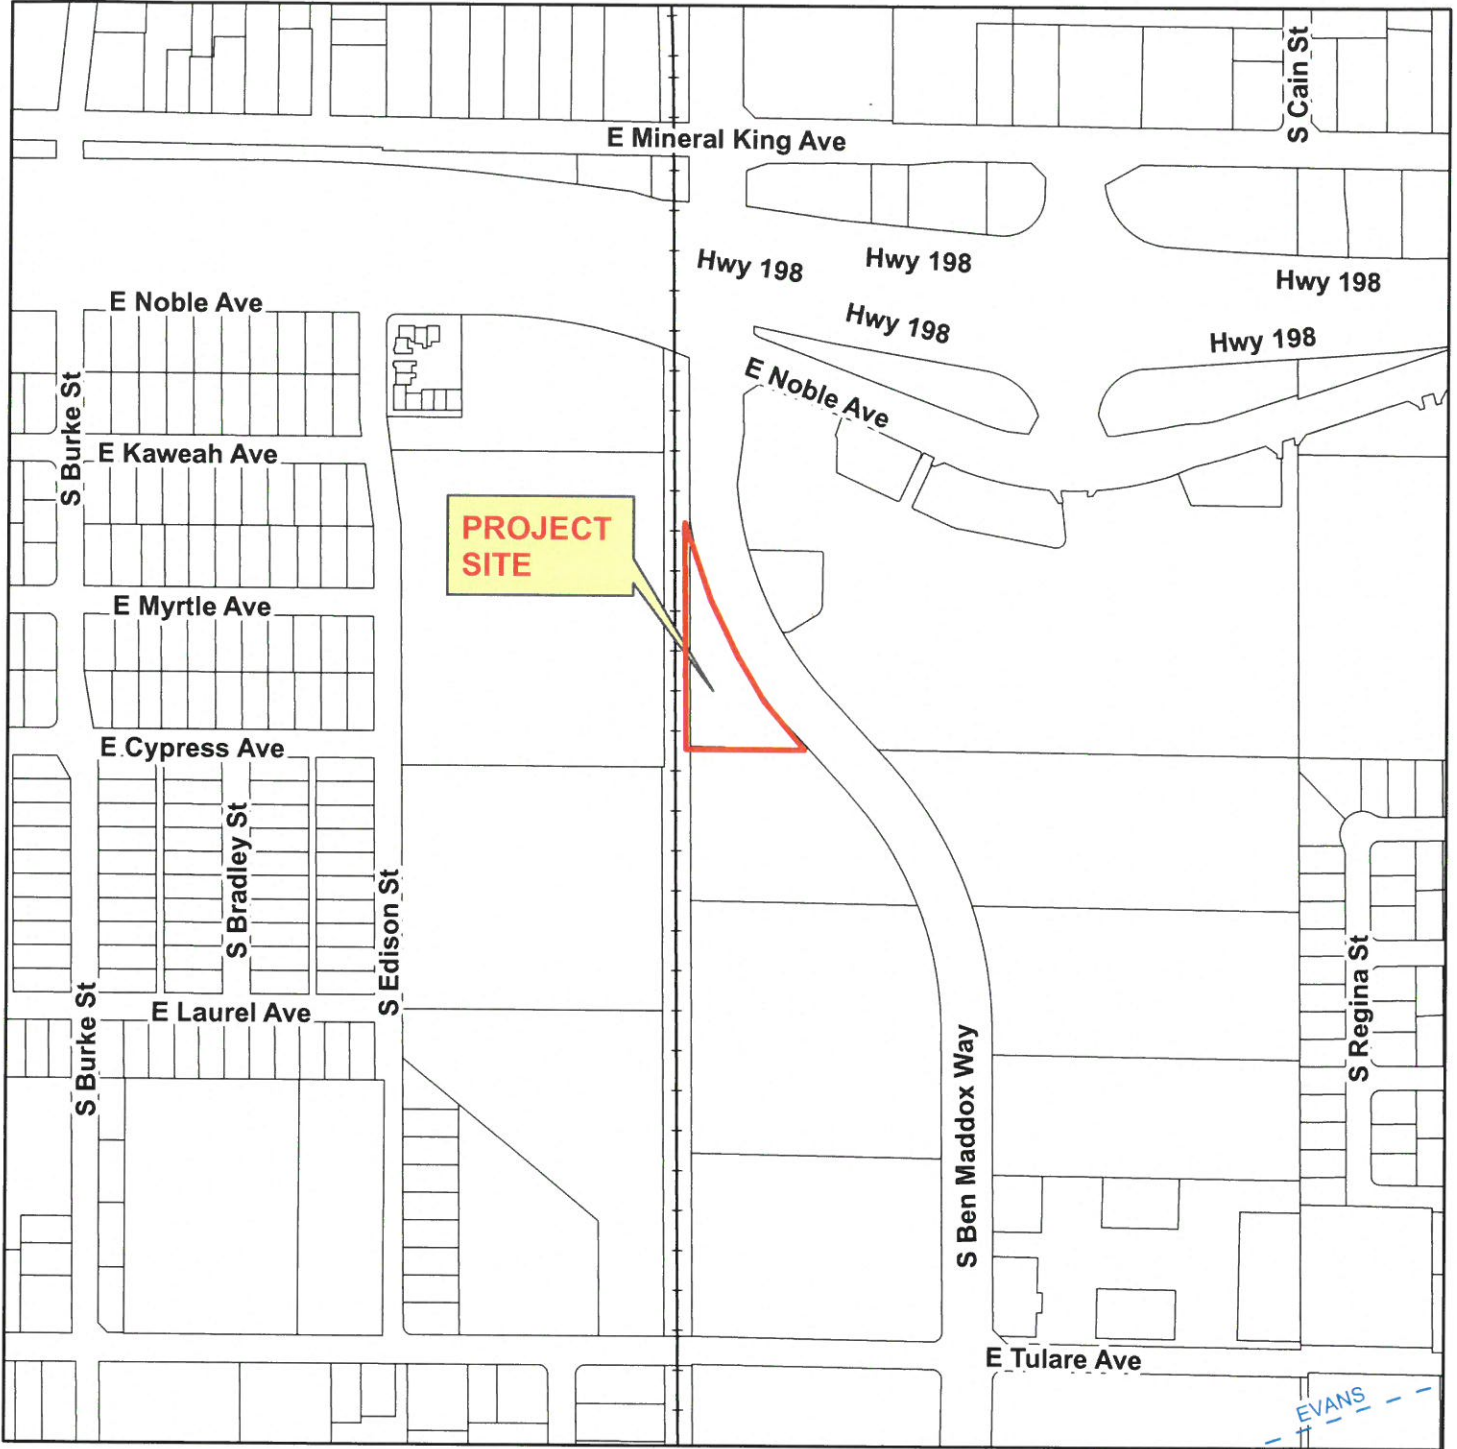 S Cain St
E Mineral King Ave
Hwy 198
Hwy 198
Hwy 198
E Noble Ave
Hwy 198
Hwy 198
E Noble Ave
S Burke St
E Kaweah Ave
PROJECT
SITE
E Myrtle Ave
E Cypress Ave
S Bradley St
S Edison St
S Regina St
S Burke St
E Laurel Ave
S Ben Maddox Way
E Tulare Ave
EVANS